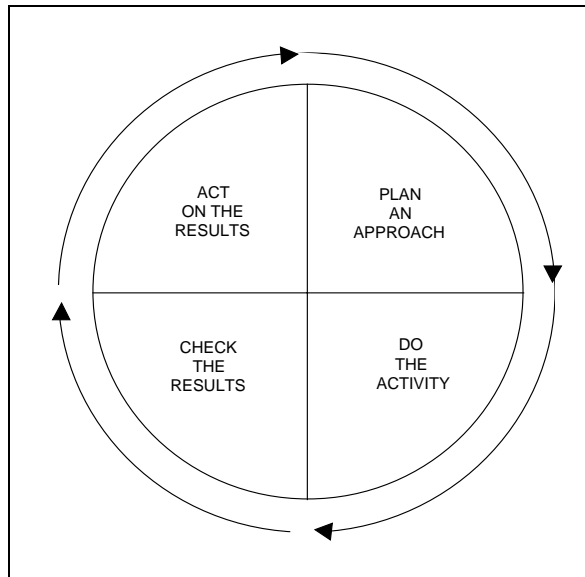 ACT
ON THE
RESULTS
PLAN
AN
APPROACH
CHECK
THE
RESULTS
DO
THE
ACTIVITY